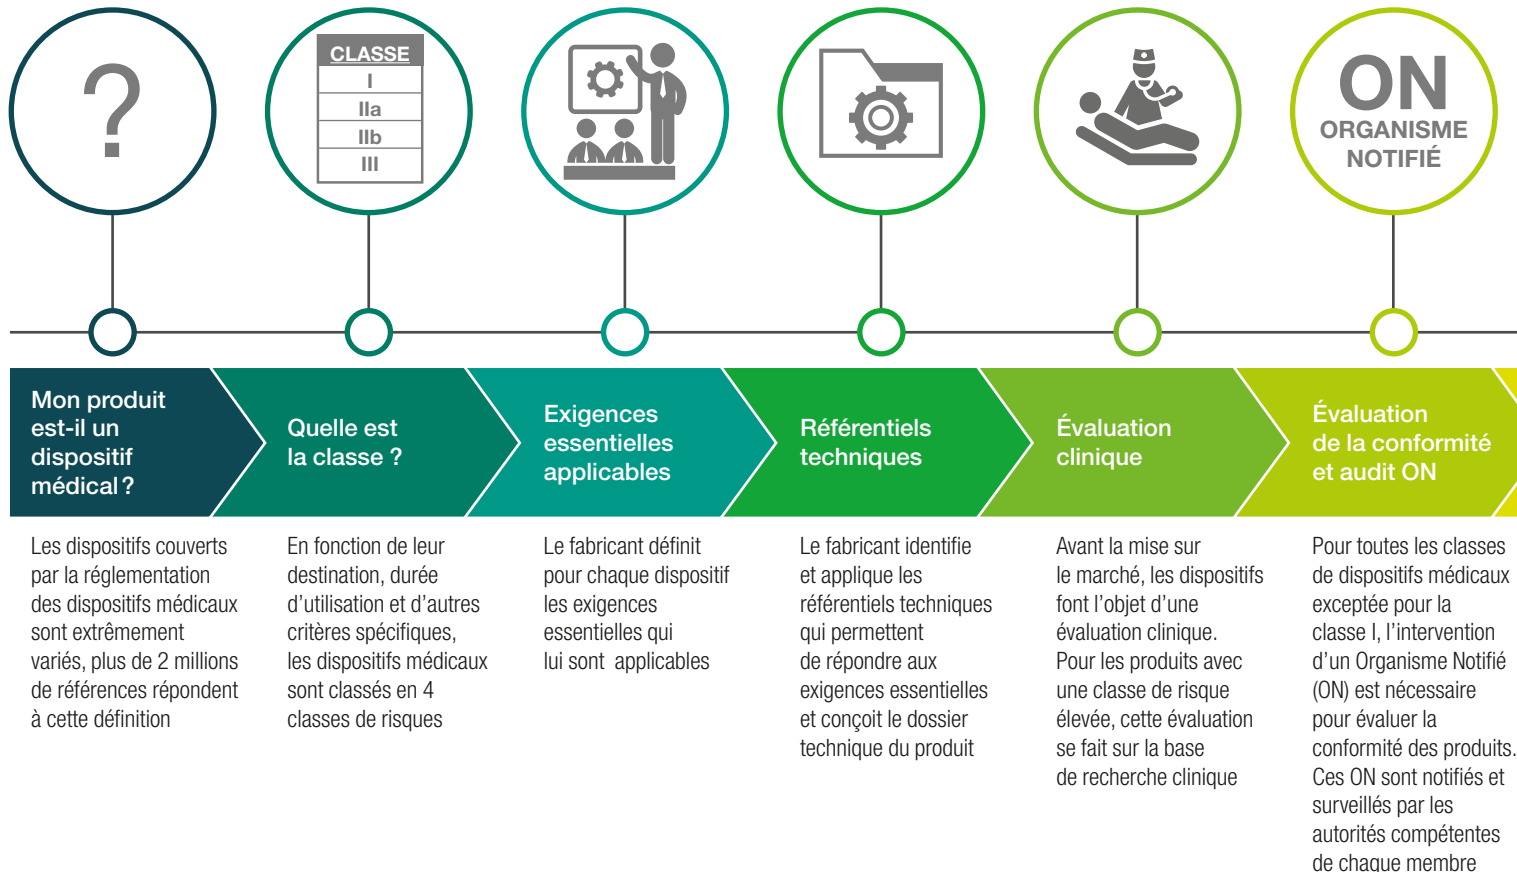 ?
CLASSE
I
IIa
IIb
III
ON
ORGANISME
NOTIFIÉ
Mon produit
est-il un
dispositif
médical ?
Quelle est
la classe ?
Exigences
essentielles
applicables
Référentiels
techniques
Évaluation
clinique
Évaluation
de la conformité
et audit ON
Les dispositifs couverts
par la réglementation
des dispositifs médicaux
sont extrêmement
variés, plus de 2 millions
de références répondent
à cette définition
En fonction de leur
destination, durée
d’utilisation et d’autres
critères spécifiques,
les dispositifs médicaux
sont classés en 4
classes de risques
Le fabricant définit
pour chaque dispositif
les exigences
essentielles qui
lui sont applicables
Le fabricant identifie
et applique les
référentiels techniques
qui permettent
de répondre aux
exigences essentielles
et conçoit le dossier
technique du produit
Avant la mise sur
le marché, les dispositifs
font l’objet d’une
évaluation clinique.
Pour les produits avec
une classe de risque
élevée, cette évaluation
se fait sur la base
de recherche clinique
Pour toutes les classes
de dispositifs médicaux
exceptée pour la
classe I, l’intervention
d’un Organisme Notifié
(ON) est nécessaire
pour évaluer la
conformité des produits.
Ces ON sont notifiés et
surveillés par les
autorités compétentes
de chaque membre